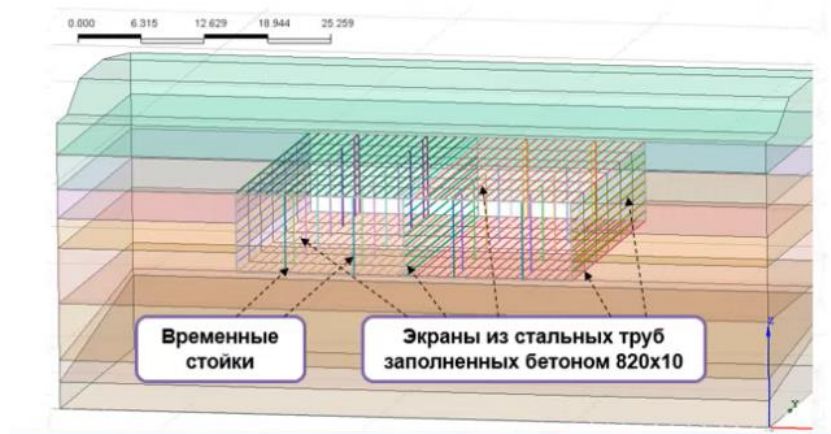 0.000 6.315 12.629 18.944 25.259
Временные
стойки
Экраны из стальных труб
заполненных бетоном 820х10
Z
Y